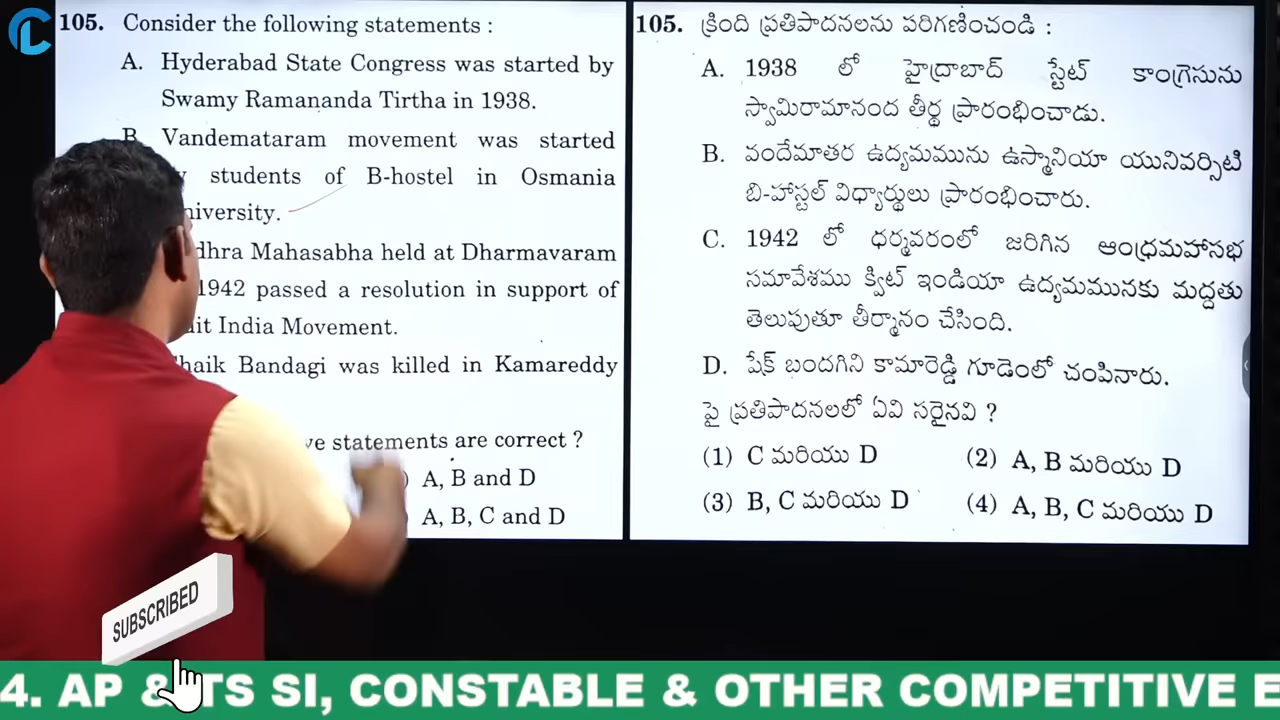 105. Consider the following statements :
A. Hyderabad State Congress was started by
Swamy Ramananda Tirtha in 1938.
B. Vandemataram movement was started
students of B-hostel in Osmania
niversity.
dhra Mahasabha held at Dharmavaram
1942 passed a resolution in support of
it India Movement.
haik Bandagi was killed in Kamareddy
ve statements are correct ?
) A, B and D
A, B, C and D
105. క్రింది ప్రతిపాదనలను పరిగణించండి :
A. 1938 లో హైద్రాబాద్ స్టేట్ కాంగ్రెసును
స్వామిరామానంద తీర్థ ప్రారంభించాడు.
B. వందేమాతర ఉద్యమమును ఉస్మానియా యునివర్సిటి
బి-హాస్టల్ విధ్యార్థులు ప్రారంభించారు.
C. 1942 లో ధర్మవరంలో జరిగిన ఆంధ్రమహాసభ
సమావేశము క్విట్ ఇండియా ఉద్యమమునకు మద్దతు
తెలుపుతూ తీర్మానం చేసింది.
D. షేక్ బందగిని కామారెడ్డి గూడెంలో చంపినారు.
పై ప్రతిపాదనలలో ఏవి సరైనవి ?
(1) C మరియు D (2) A, B మరియు D
(3) B, C మరియు D (4) A, B, C మరియు D
SUBSCRIBED
4. AP & TS SI, CONSTABLE & OTHER COMPETITIVE E